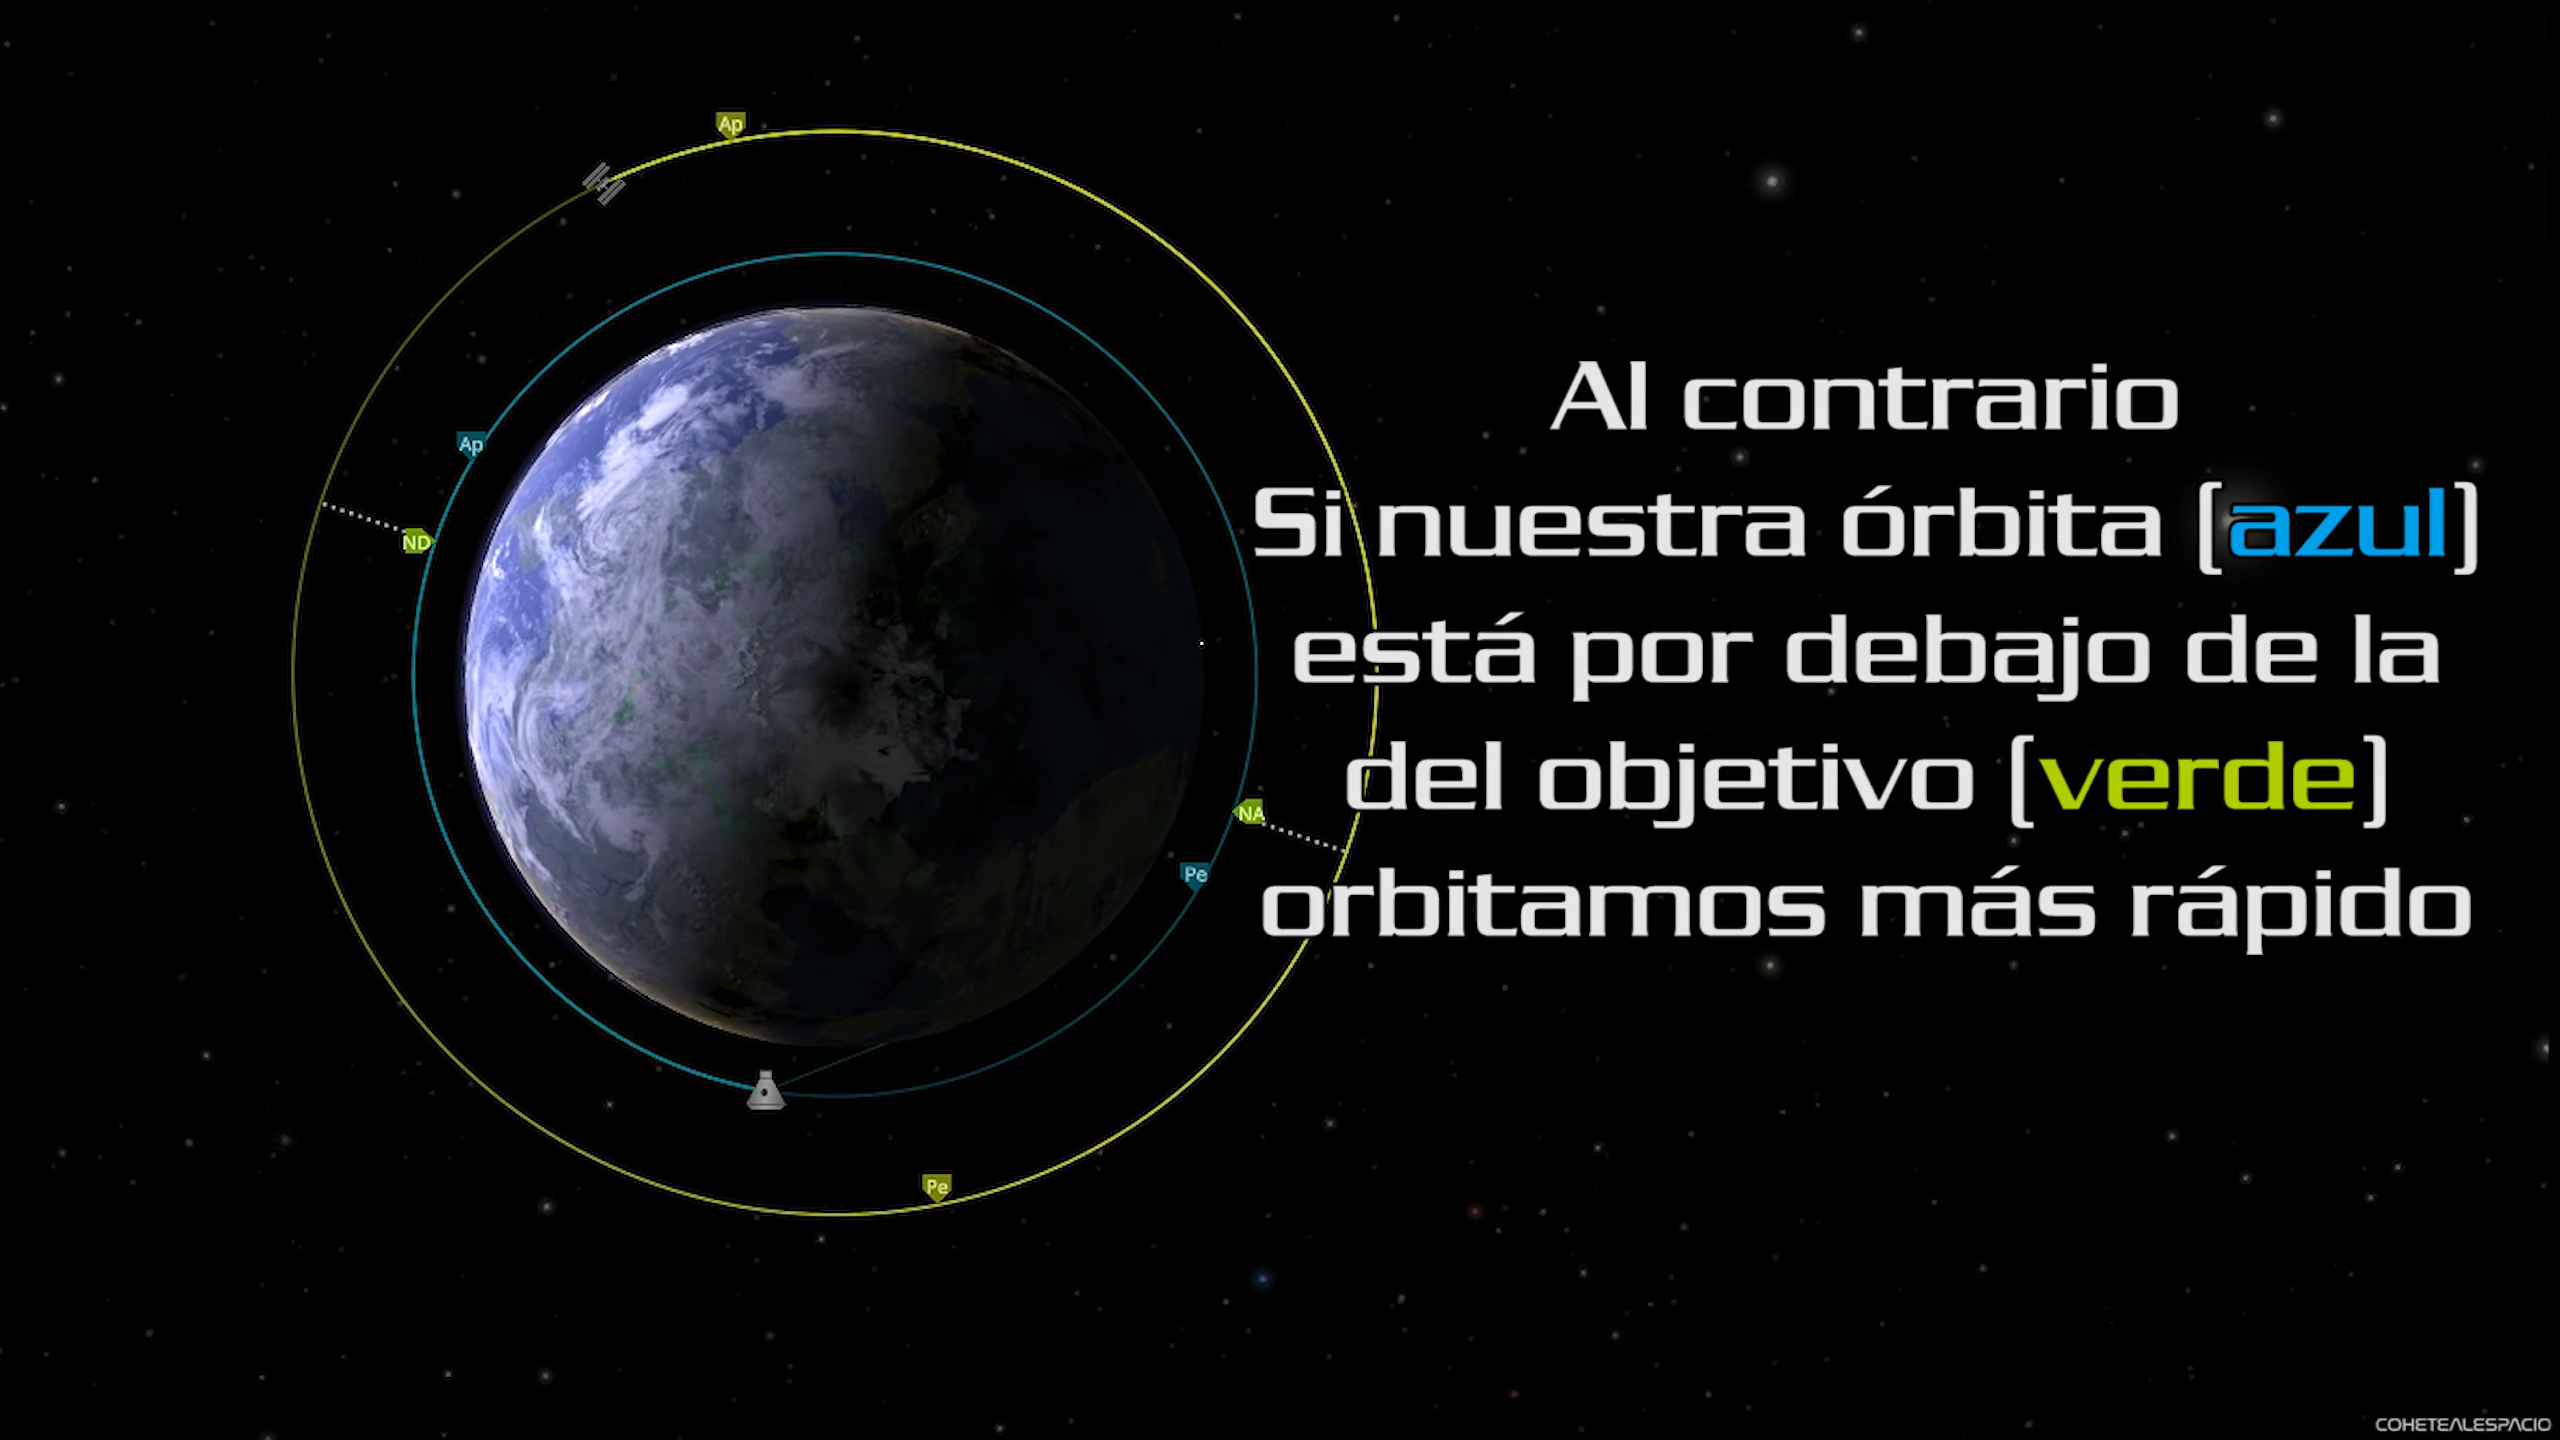 Ap
Ap
ND
NA
Pe
Pe
Al contrario
Si nuestra órbita (azul)
está por debajo de la
del objetivo (verde)
orbitamos más rápido
COHETEALESPACIO